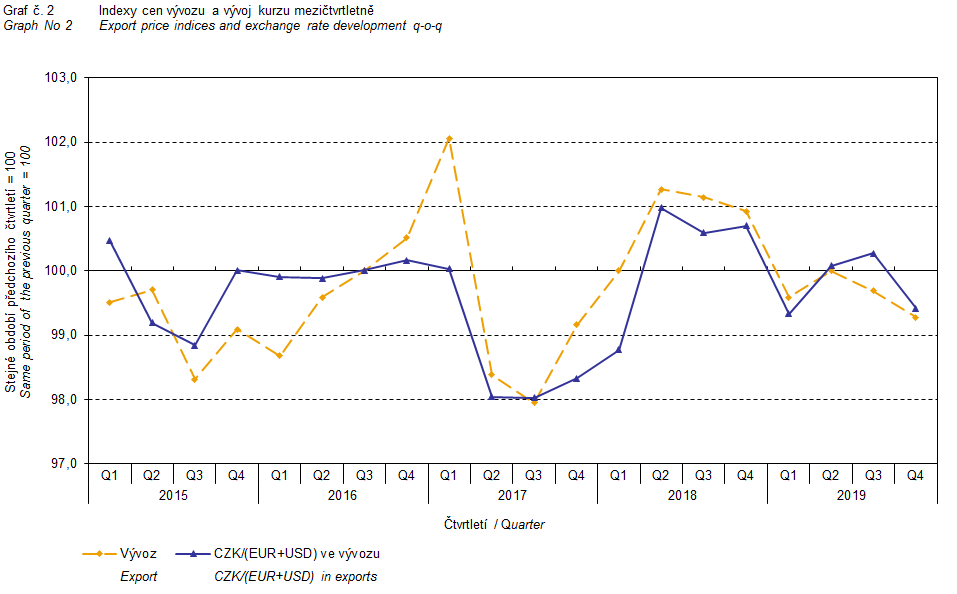 Graf č. 2 Indexy cen vývozu a vývoj kurzu mezičtvrtletně
Graph No 2 Export price indices and exchange rate development q-o-q
Stejné období předchozího čtvrtletí = 100
Same period of the previous quarter = 100
103,0
102,0
101,0
100,0
99,0
98,0
97,0
Q1 Q2 Q3 Q4 Q1 Q2 Q3 Q4 Q1 Q2 Q3 Q4 Q1 Q2 Q3 Q4 Q1 Q2 Q3 Q4
2015 2016 2017 2018 2019
Čtvrtletí / Quarter
Vývoz CZK/(EUR+USD) ve vývozu
Export CZK/(EUR+USD) in exports